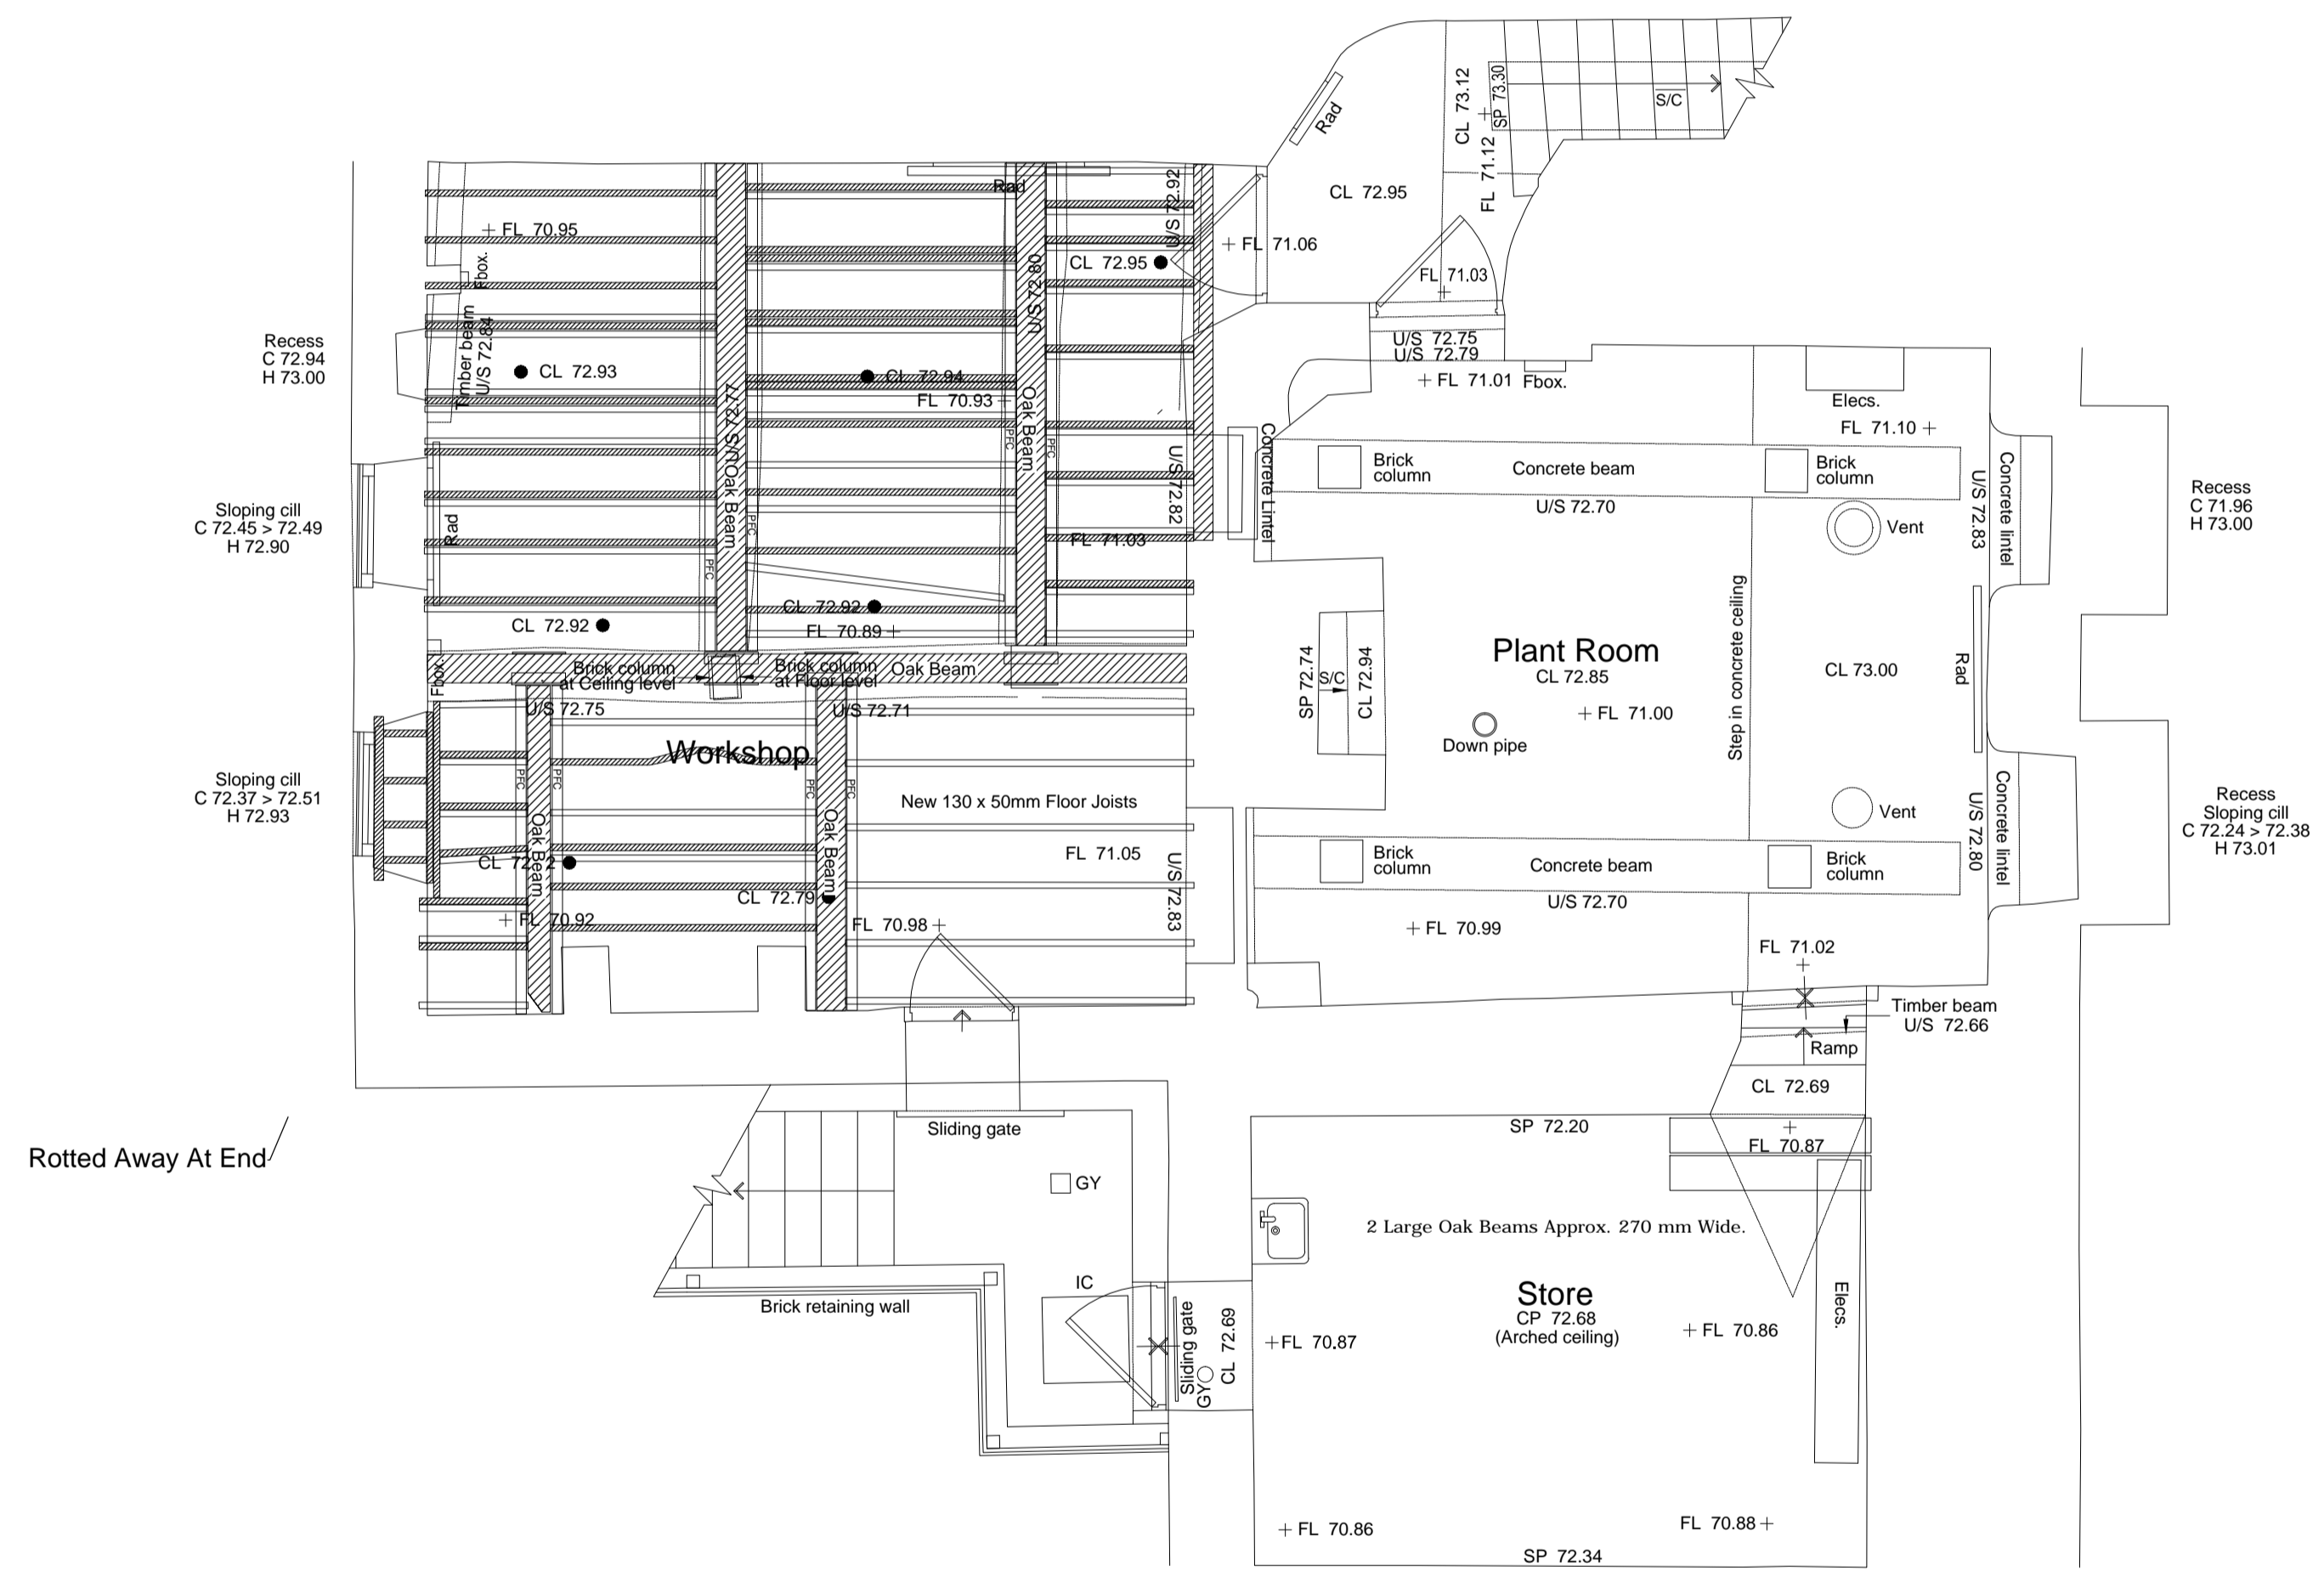 CL 73.12
SP 73.30
S/C
Rad
FL 71.12
CL 72.95
Rad
U/S 72.92
FL 70.95
FL 71.06
Fbox.
CL 72.95
FL 71.03
U/S 72.80
Recess
C 72.94
H 73.00
Timber beam
U/S 72.84
CL 72.93
CL 72.94
FL 70.93
U/S 72.75
U/S 72.79
FL 71.01
Fbox.
Elecs.
FL 71.10
U/S 72.77
Oak Beam
Oak Beam
PFC
PFC
PFC
PFC
U/S 72.82
Concrete Lintel
Brick
column
Concrete beam
Brick
column
U/S 72.70
U/S 72.83
Concrete lintel
Recess
C 71.96
H 73.00
Sloping cill
C 72.45 > 72.49
H 72.90
Rad
FL 71.03
Vent
CL 72.92
CL 72.92
FL 70.89
Step in concrete ceiling
Fbox.
Brick column
at Ceiling level
Brick column
at Floor level
Oak Beam
SP 72.74
S/C
CL 72.94
Plant Room
CL 72.85
CL 73.00
Rad
FL 71.00
Down pipe
U/S 72.75
U/S 72.71
Workshop
PFC
PFC
PFC
PFC
Sloping cill
C 72.37 > 72.51
H 72.93
New 130 x 50mm Floor Joists
Oak Beam
Oak Beam
FL 71.05
U/S 72.83
Vent
U/S 72.80
Concrete lintel
Recess
Sloping cill
C 72.24 > 72.38
H 73.01
Brick
column
Concrete beam
Brick
column
U/S 72.70
CL 72.79
FL 70.92
FL 70.98
FL 70.99
FL 71.02
Timber beam
U/S 72.66
Ramp
CL 72.69
Rotted Away At End
Sliding gate
SP 72.20
FL 70.87
GY
2 Large Oak Beams Approx. 270 mm Wide.
IC
Brick retaining wall
Sliding gate
GY
CL 72.69
Store
CP 72.68
(Arched ceiling)
Elecs.
FL 70.87
FL 70.86
FL 70.86
FL 70.88
SP 72.34